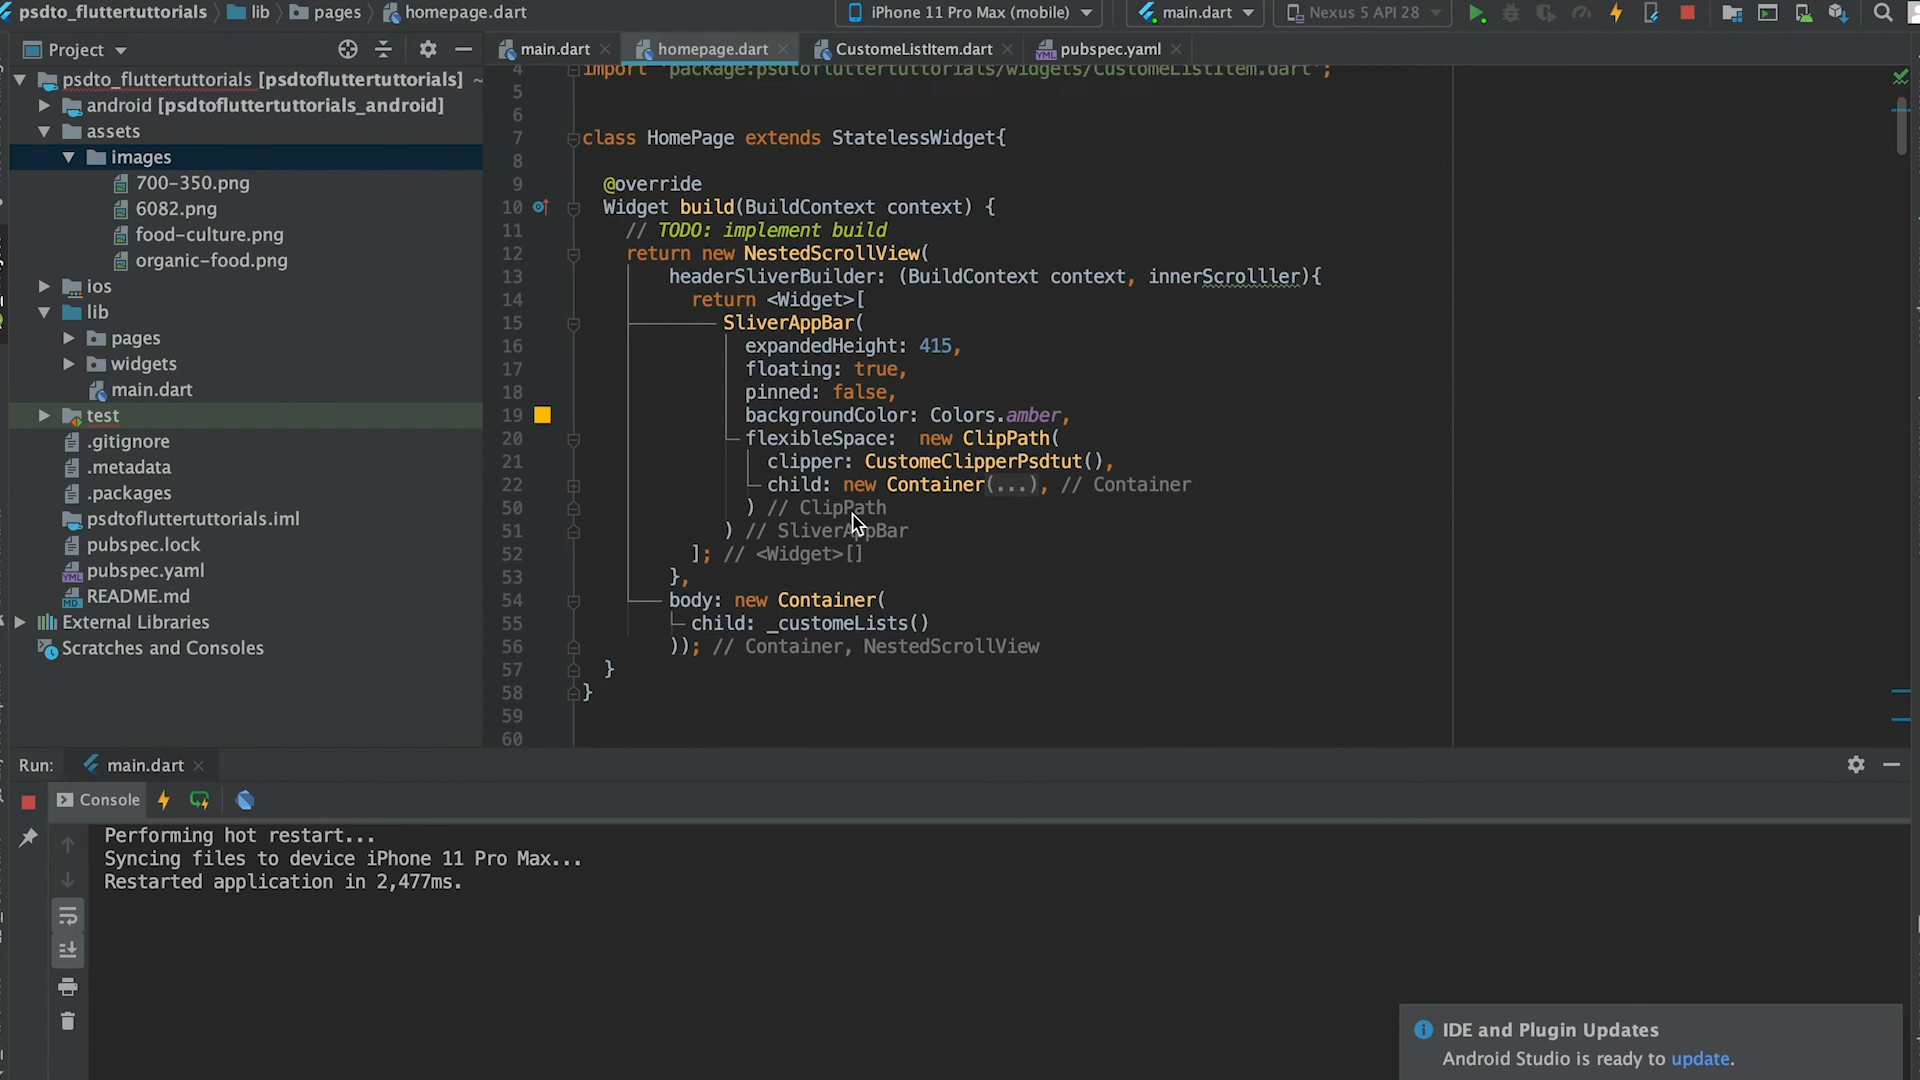 psdto_fluttertuttorials lib pages homepage.dart iPhone 11 Pro Max (mobile) main.dart Nexus 5 API 28
Project main.dart homepage.dart CustomeListItem.dart pubspec.yaml
psdto_fluttertuttorials [psdtofluttertuttorials] ~
android [psdtofluttertuttorials_android]
assets
images
700-350.png
6082.png
food-culture.png
organic-food.png
ios
lib
pages
widgets
main.dart
test
.gitignore
.metadata
.packages
psdtofluttertuttorials.iml
pubspec.lock
pubspec.yaml
README.md
External Libraries
Scratches and Consoles
4 import 'package:psdtofluttertuttorials/widgets/CustomeListItem.dart';
5
6
7 class HomePage extends StatelessWidget{
8
9 @override
10 Widget build(BuildContext context) {
11 // TODO: implement build
12 return new NestedScrollView(
13 headerSliverBuilder: (BuildContext context, innerScrolller){
14 return <Widget>[
15 SliverAppBar(
16 expandedHeight: 415,
17 floating: true,
18 pinned: false,
19 backgroundColor: Colors.amber,
20 flexibleSpace:  new ClipPath(
21 clipper: CustomeClipperPsdtut(),
22 child: new Container(...), // Container
50 ) // ClipPath
51 ) // SliverAppBar
52 ]; // <Widget>[]
53 },
54 body: new Container(
55 child: _customeLists()
56 )); // Container, NestedScrollView
57 }
58 }
59
60
Run: main.dart
Console
Performing hot restart...
Syncing files to device iPhone 11 Pro Max...
Restarted application in 2,477ms.
IDE and Plugin Updates
Android Studio is ready to update.